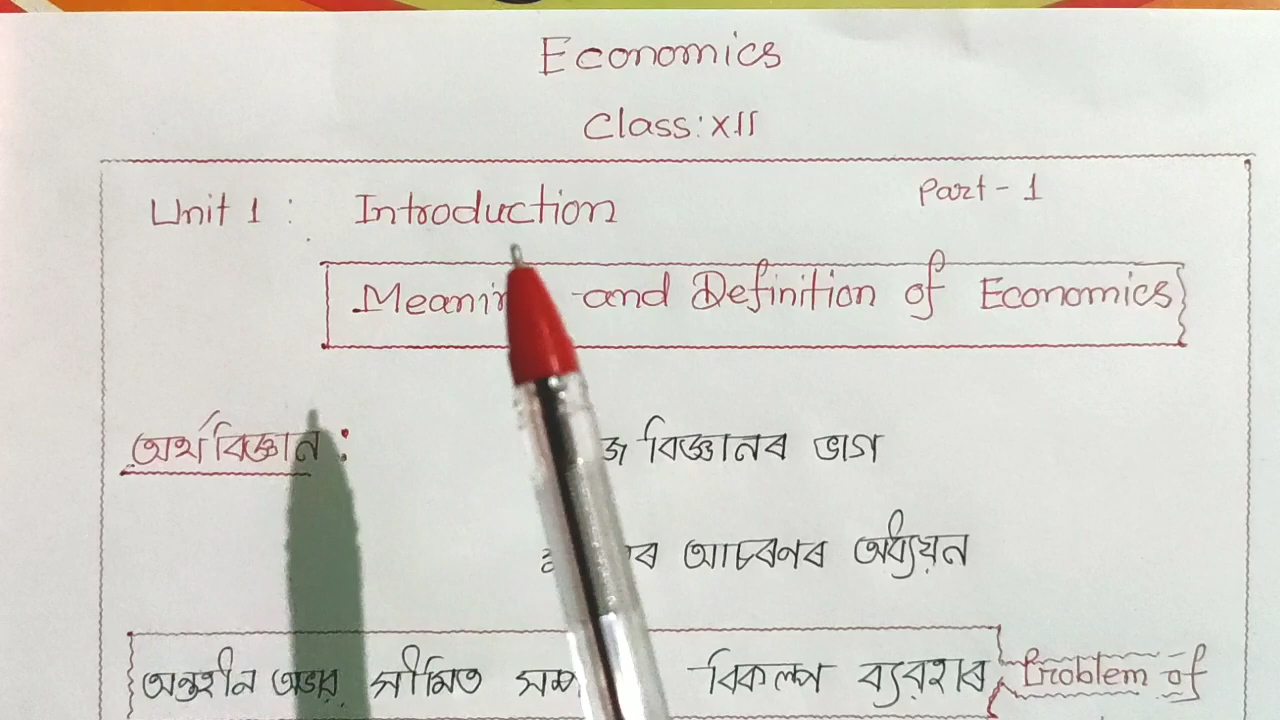 Economics
Class: XII
Unit 1 : Introduction Part - 1
and Definition of Economics
অৰ্থবিজ্ঞান :
বিজ্ঞানৰ ভাগ
আচৰণৰ অধ্যয়ন
অন্তহীন অভাৱ সীমিত বিকল্প ব্যৱহাৰ Problem of